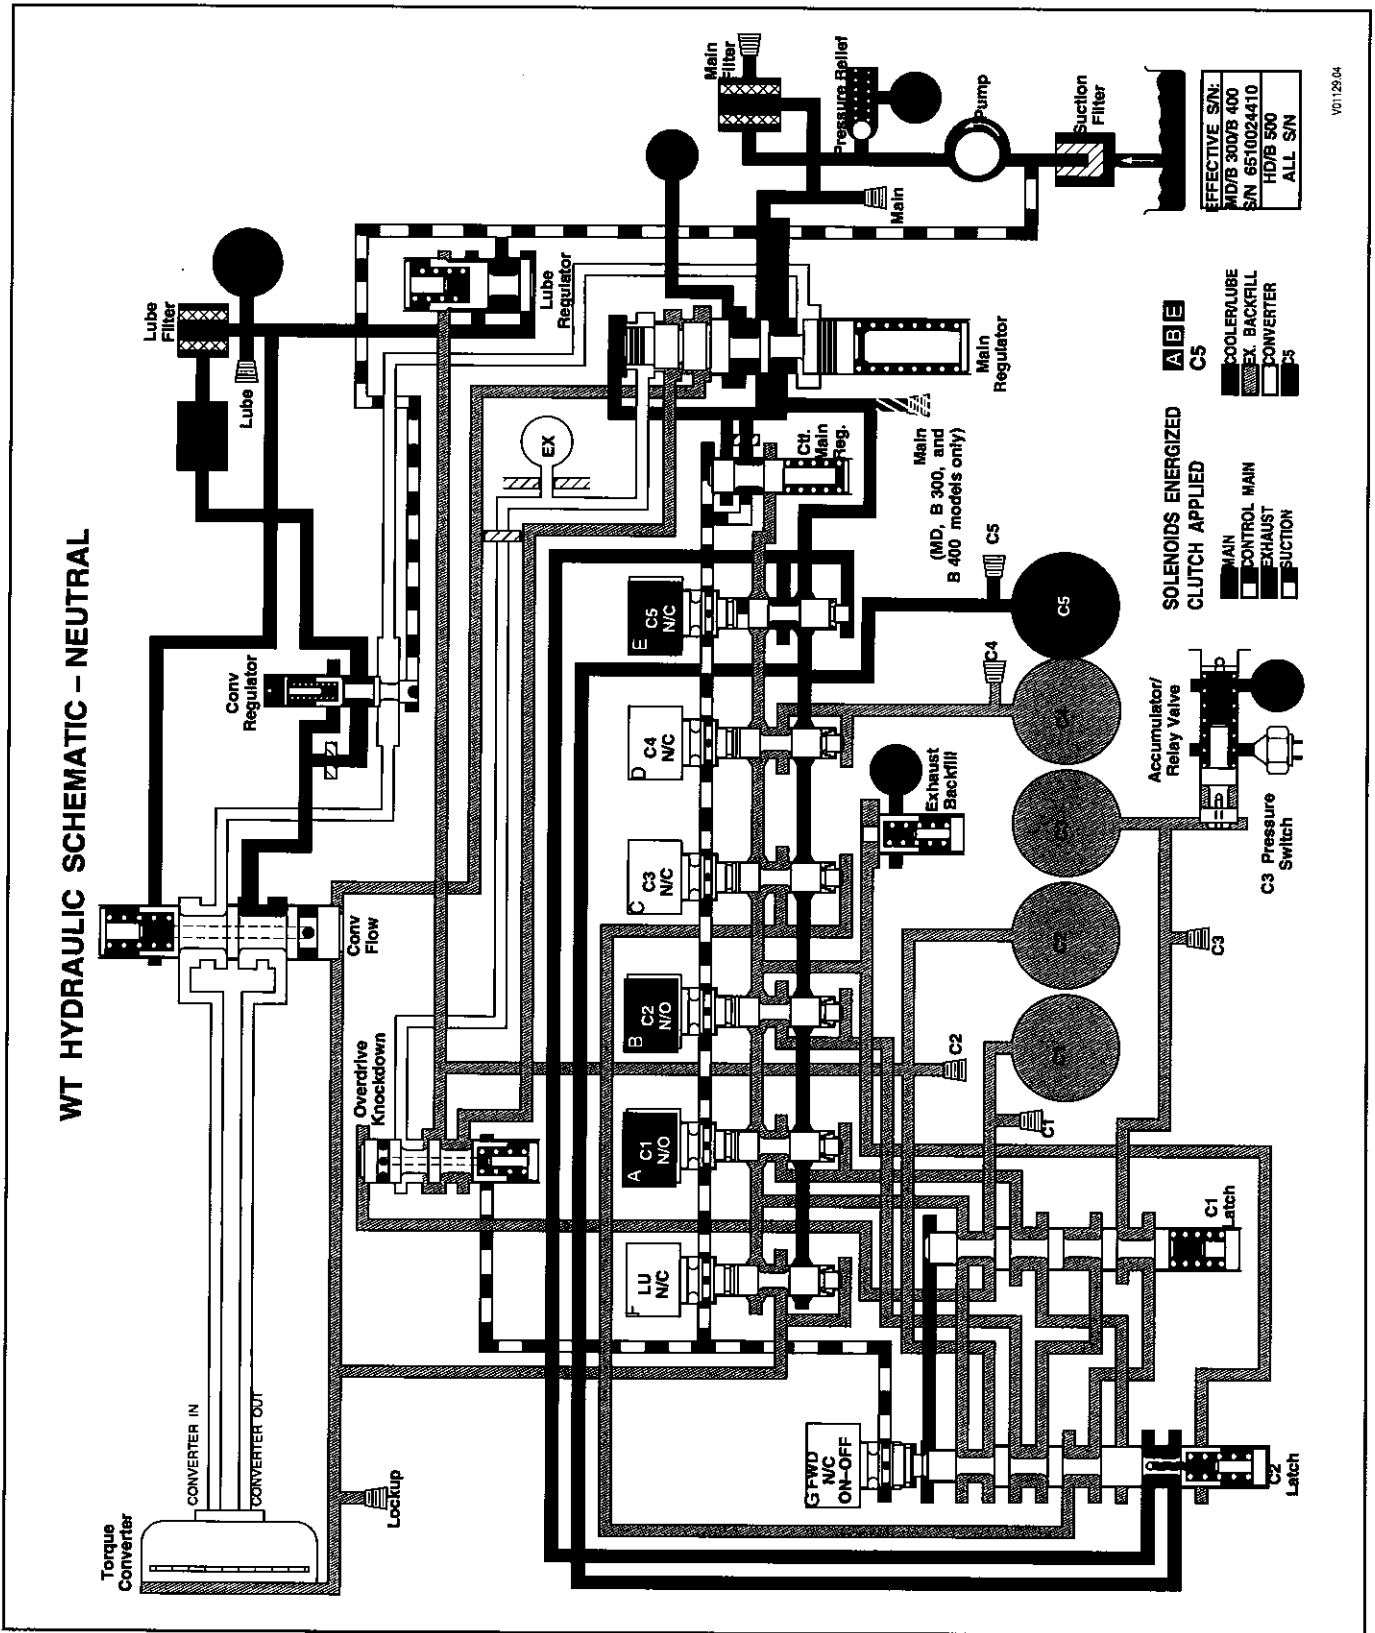 WT HYDRAULIC SCHEMATIC – NEUTRAL
Torque
Converter
CONVERTER IN
CONVERTER OUT
Lockup
Conv
Flow
Conv
Regulator
Lube
Filter
Lube
Lube
Regulator
Overdrive
Knockdown
EX
Main
Filter
Pressure Relief
Pump
Suction
Filter
Main
Main
Regulator
Ctl.
Main
Reg.
Main
(MD, B 300, and
B 400 models only)
F
LU
N/C
A
C1
N/O
B
C2
N/O
C
C3
N/C
D
C4
N/C
E
C5
N/C
G FWD
N/C
ON–OFF
Exhaust
Backfill
C1
C2
C3
C4
C5
C1
C2
C3
C4
C5
C1
Latch
C2
Latch
Accumulator/
Relay Valve
C3 Pressure
Switch
SOLENOIDS ENERGIZED A B E
CLUTCH APPLIED C5
MAIN
CONTROL MAIN
EXHAUST
SUCTION
COOLER/LUBE
EX. BACKFILL
CONVERTER
C5
EFFECTIVE S/N:
MD/B 300/B 400
S/N 6510024410
HD/B 500
ALL S/N
V01129.04